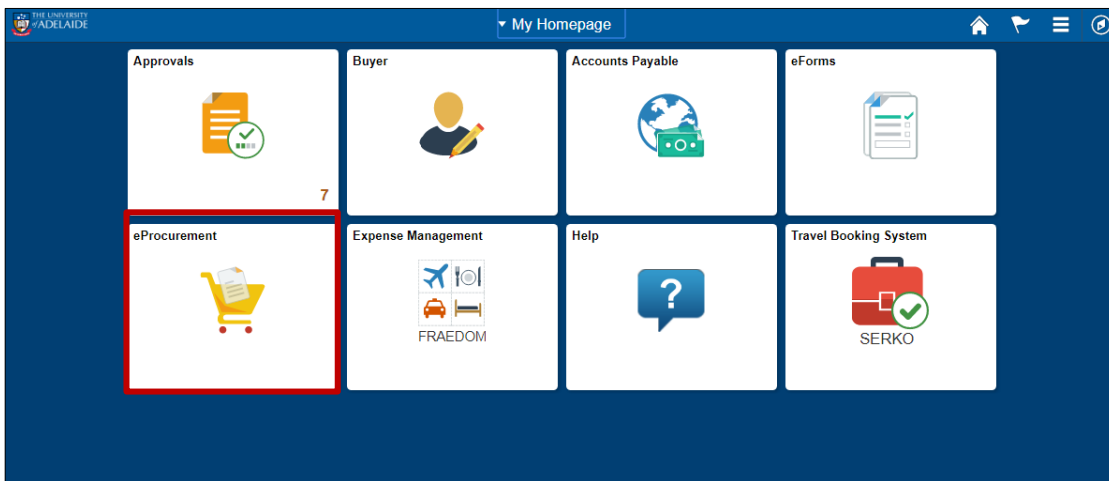 THE UNIVERSITY
of ADELAIDE
My Homepage
Approvals
Buyer
Accounts Payable
eForms
7
eProcurement
Expense Management
Help
Travel Booking System
?
FRAEDOM
SERKO